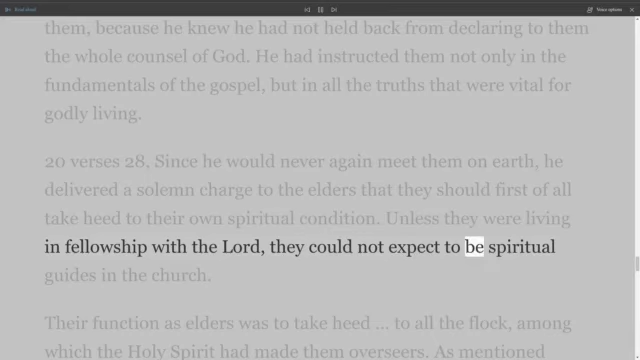 Read aloud
Voice options
them, because he knew he had not held back from declaring to them
the whole counsel of God. He had instructed them not only in the
fundamentals of the gospel, but in all the truths that were vital for
godly living.
20 verses 28, Since he would never again meet them on earth, he
delivered a solemn charge to the elders that they should first of all
take heed to their own spiritual condition. Unless they were living
in fellowship with the Lord, they could not expect to be spiritual
guides in the church.
Their function as elders was to take heed ... to all the flock, among
which the Holy Spirit had made them overseers. As mentioned